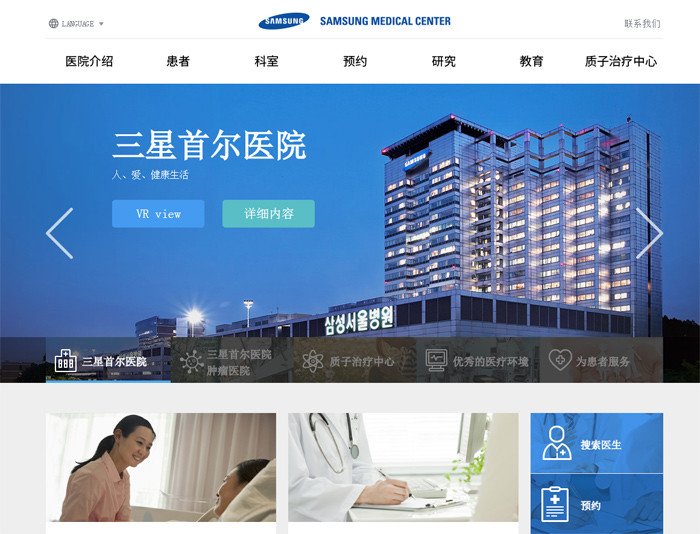 LANGUAGE
SAMSUNG
SAMSUNG MEDICAL CENTER
联系我们
医院介绍
患者
科室
预约
研究
教育
质子治疗中心
三星首尔医院
人、爱、健康生活
VR view
详细内容
SAMSUNG
삼성서울병원
三星首尔医院
三星首尔医院
肿瘤医院
质子治疗中心
优秀的医疗环境
为患者服务
搜索医生
预约